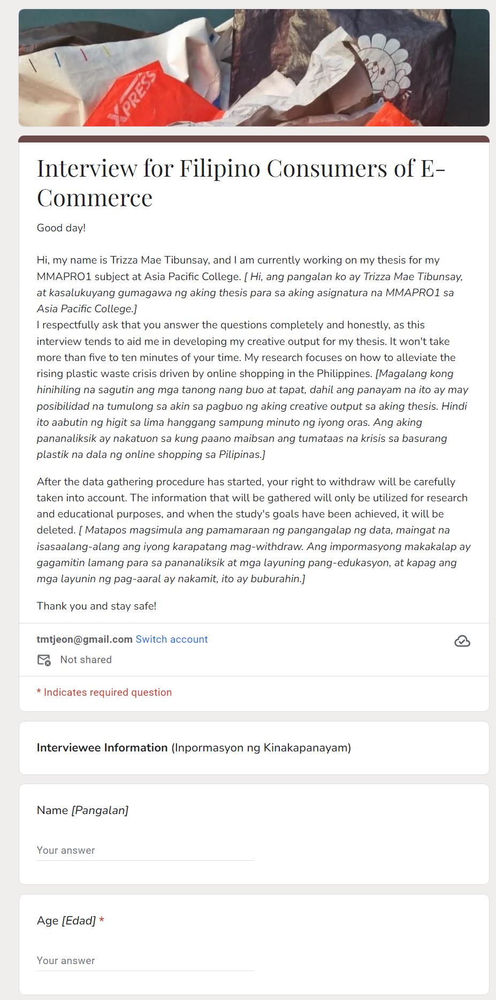 XPRESS
Interview for Filipino Consumers of E-
Commerce
Good day!
Hi, my name is Trizza Mae Tibunsay, and I am currently working on my thesis for my
MMAPRO1 subject at Asia Pacific College. [ Hi, ang pangalan ko ay Trizza Mae Tibunsay,
at kasalukuyang gumagawa ng aking thesis para sa aking asignatura na MMAPRO1 sa
Asia Pacific College.]
I respectfully ask that you answer the questions completely and honestly, as this
interview tends to aid me in developing my creative output for my thesis. It won't take
more than five to ten minutes of your time. My research focuses on how to alleviate the
rising plastic waste crisis driven by online shopping in the Philippines. [Magalang kong
hinihiling na sagutin ang mga tanong nang buo at tapat, dahil ang panayam na ito ay may
posibilidad na tumulong sa akin sa pagbuo ng aking creative output sa aking thesis. Hindi
ito aabutin ng higit sa lima hanggang sampung minuto ng iyong oras. Ang aking
pananaliksik ay nakatuon sa kung paano maibsan ang tumataas na krisis sa basurang
plastik na dala ng online shopping sa Pilipinas.]
After the data gathering procedure has started, your right to withdraw will be carefully
taken into account. The information that will be gathered will only be utilized for research
and educational purposes, and when the study's goals have been achieved, it will be
deleted. [ Matapos magsimula ang pamamaraan ng pangangalap ng data, maingat na
isasaalang-alang ang iyong karapatang mag-withdraw. Ang impormasyong makakalap ay
gagamitin lamang para sa pananaliksik at mga layuning pang-edukasyon, at kapag ang
mga layunin ng pag-aaral ay nakamit, ito ay buburahin.]
Thank you and stay safe!
tmtjeon@gmail.com Switch account
Not shared
* Indicates required question
Interviewee Information (Inpormasyon ng Kinakapanayam)
Name [Pangalan]
Your answer
Age [Edad] *
Your answer